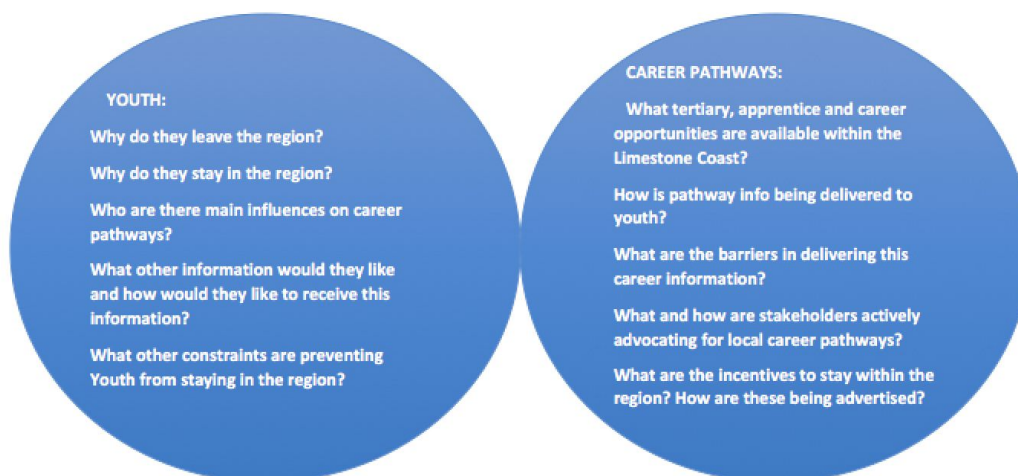 YOUTH:
Why do they leave the region?
Why do they stay in the region?
Who are there main influences on career
pathways?
What other information would they like
and how would they like to receive this
information?
What other constraints are preventing
Youth from staying in the region?
CAREER PATHWAYS:
What tertiary, apprentice and career
opportunities are available within the
Limestone Coast?
How is pathway info being delivered to
youth?
What are the barriers in delivering this
career information?
What and how are stakeholders actively
advocating for local career pathways?
What are the incentives to stay within the
region? How are these being advertised?